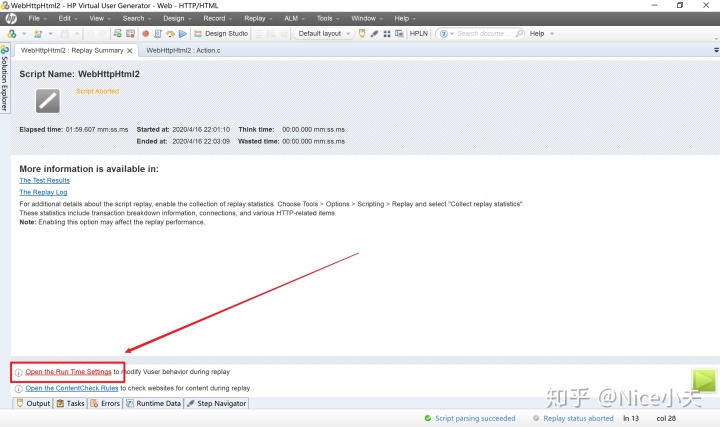 WebHttpHtml2 - HP Virtual User Generator - Web - HTTP/HTML
File Edit View Search Design Record Replay ALM Tools Window Help
Design Studio Default layout HPLN Search Documentation Help
WebHttpHtml2 : Replay Summary WebHttpHtml2 : Action.c
Solution Explorer
Script Name: WebHttpHtml2
Script Aborted
Elapsed time: 01:59.607 mm:ss.ms Started at: 2020/4/16 22:01:10 Think time: 00:00.000 mm:ss.ms
Ended at: 2020/4/16 22:03:09 Wasted time: 00:00.000 mm:ss.ms
More information is available in:
The Test Results
The Replay Log
For additional details about the script replay, enable the collection of replay statistics. Choose Tools > Options > Scripting > Replay and select "Collect replay statistics".
These statistics include transaction breakdown information, connections, and various HTTP-related items.
Note: Enabling this option may affect the replay performance.
Open the Run Time Settings to modify Vuser behavior during replay
Open the ContentCheck Rules to check websites for content during replay
知乎 @Nice小夫
Output Tasks Errors Runtime Data Step Navigator
Script parsing succeeded Replay status aborted ln 13 col 28